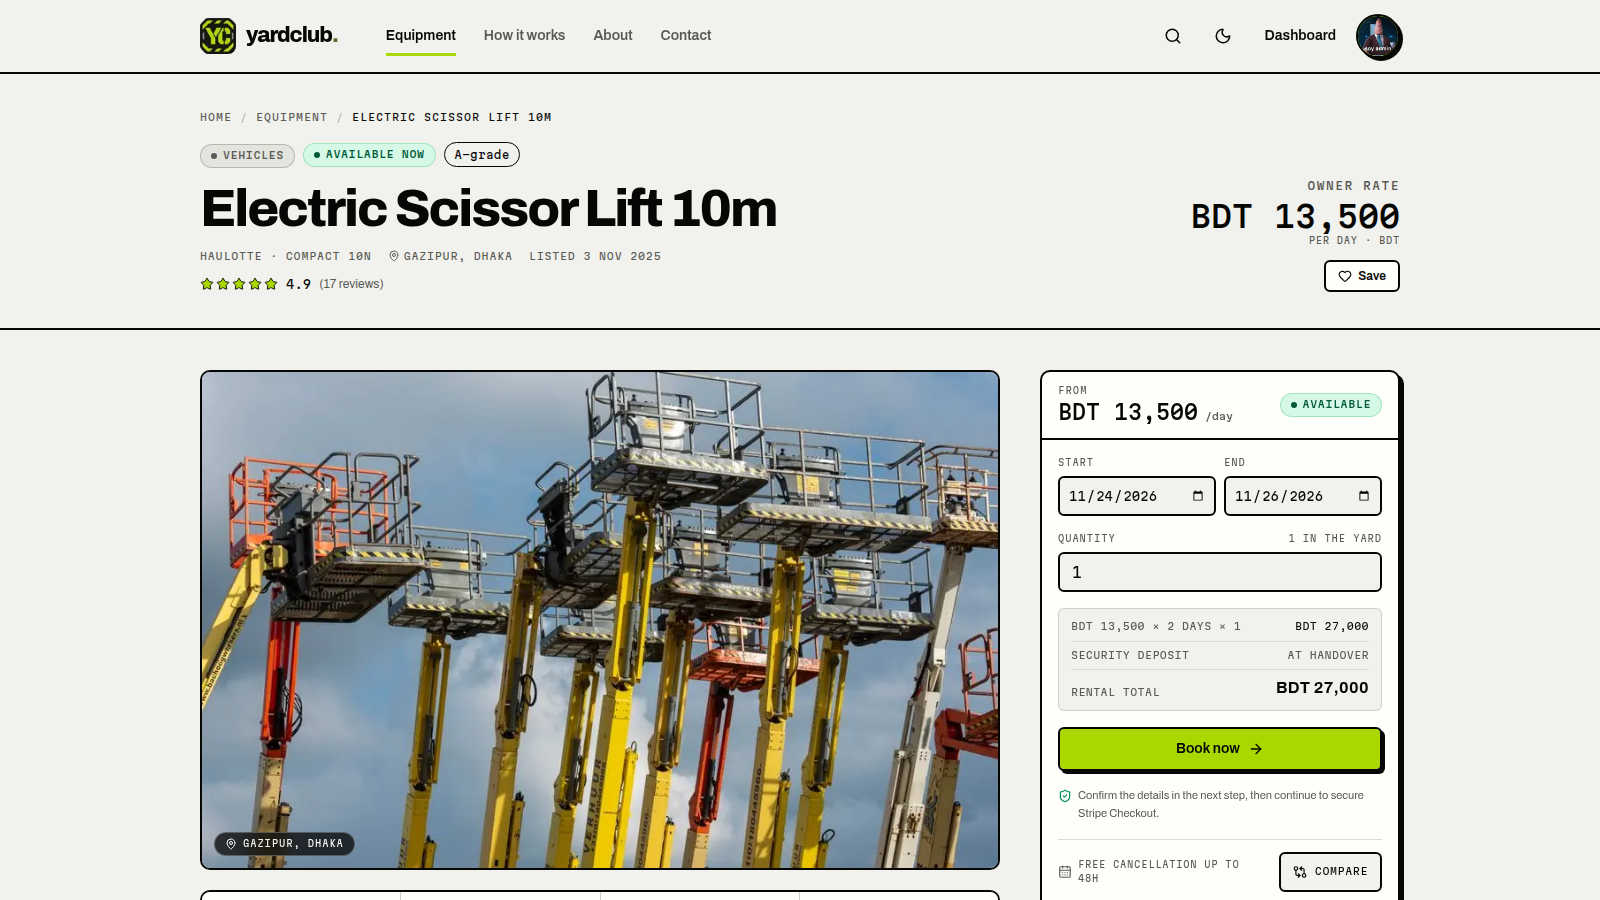 YC yardclub.
Equipment
How it works
About
Contact
Dashboard
HOME / EQUIPMENT / ELECTRIC SCISSOR LIFT 10M
VEHICLES
AVAILABLE NOW
A-grade
Electric Scissor Lift 10m
HAULOTTE · COMPACT 10N
GAZIPUR, DHAKA
LISTED 3 NOV 2025
4.9 (17 reviews)
OWNER RATE
BDT 13,500
PER DAY · BDT
Save
GAZIPUR, DHAKA
FROM
BDT 13,500 /day
AVAILABLE
START
END
11/24/2026
11/26/2026
QUANTITY
1 IN THE YARD
1
BDT 13,500 × 2 DAYS × 1
BDT 27,000
SECURITY DEPOSIT
AT HANDOVER
RENTAL TOTAL
BDT 27,000
Book now
Confirm the details in the next step, then continue to secure
Stripe Checkout.
FREE CANCELLATION UP TO
48H
COMPARE